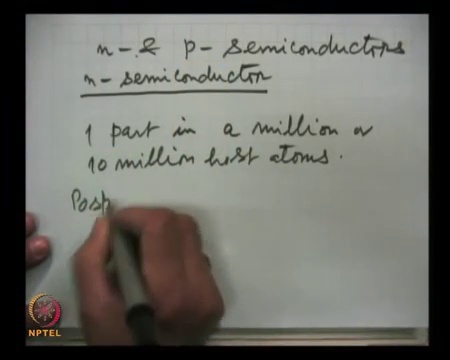 n- & p- semiconductors
n- semiconductor
1 part in a million or
10 million host atoms.
Posp
NPTEL